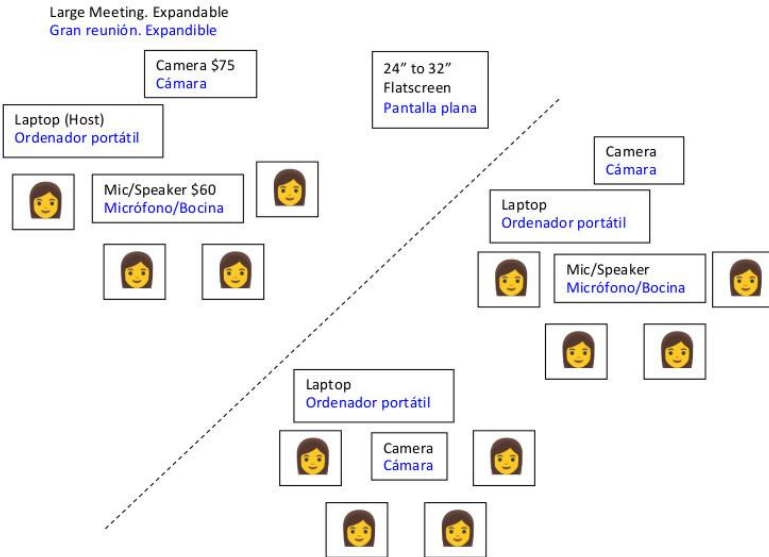 Large Meeting. Expandable
Gran reunión. Expandible
Camera $75
Cámara
24” to 32”
Flatscreen
Pantalla plana
Laptop (Host)
Ordenador portátil
Mic/Speaker $60
Micrófono/Bocina
Camera
Cámara
Laptop
Ordenador portátil
Mic/Speaker
Micrófono/Bocina
Laptop
Ordenador portátil
Camera
Cámara